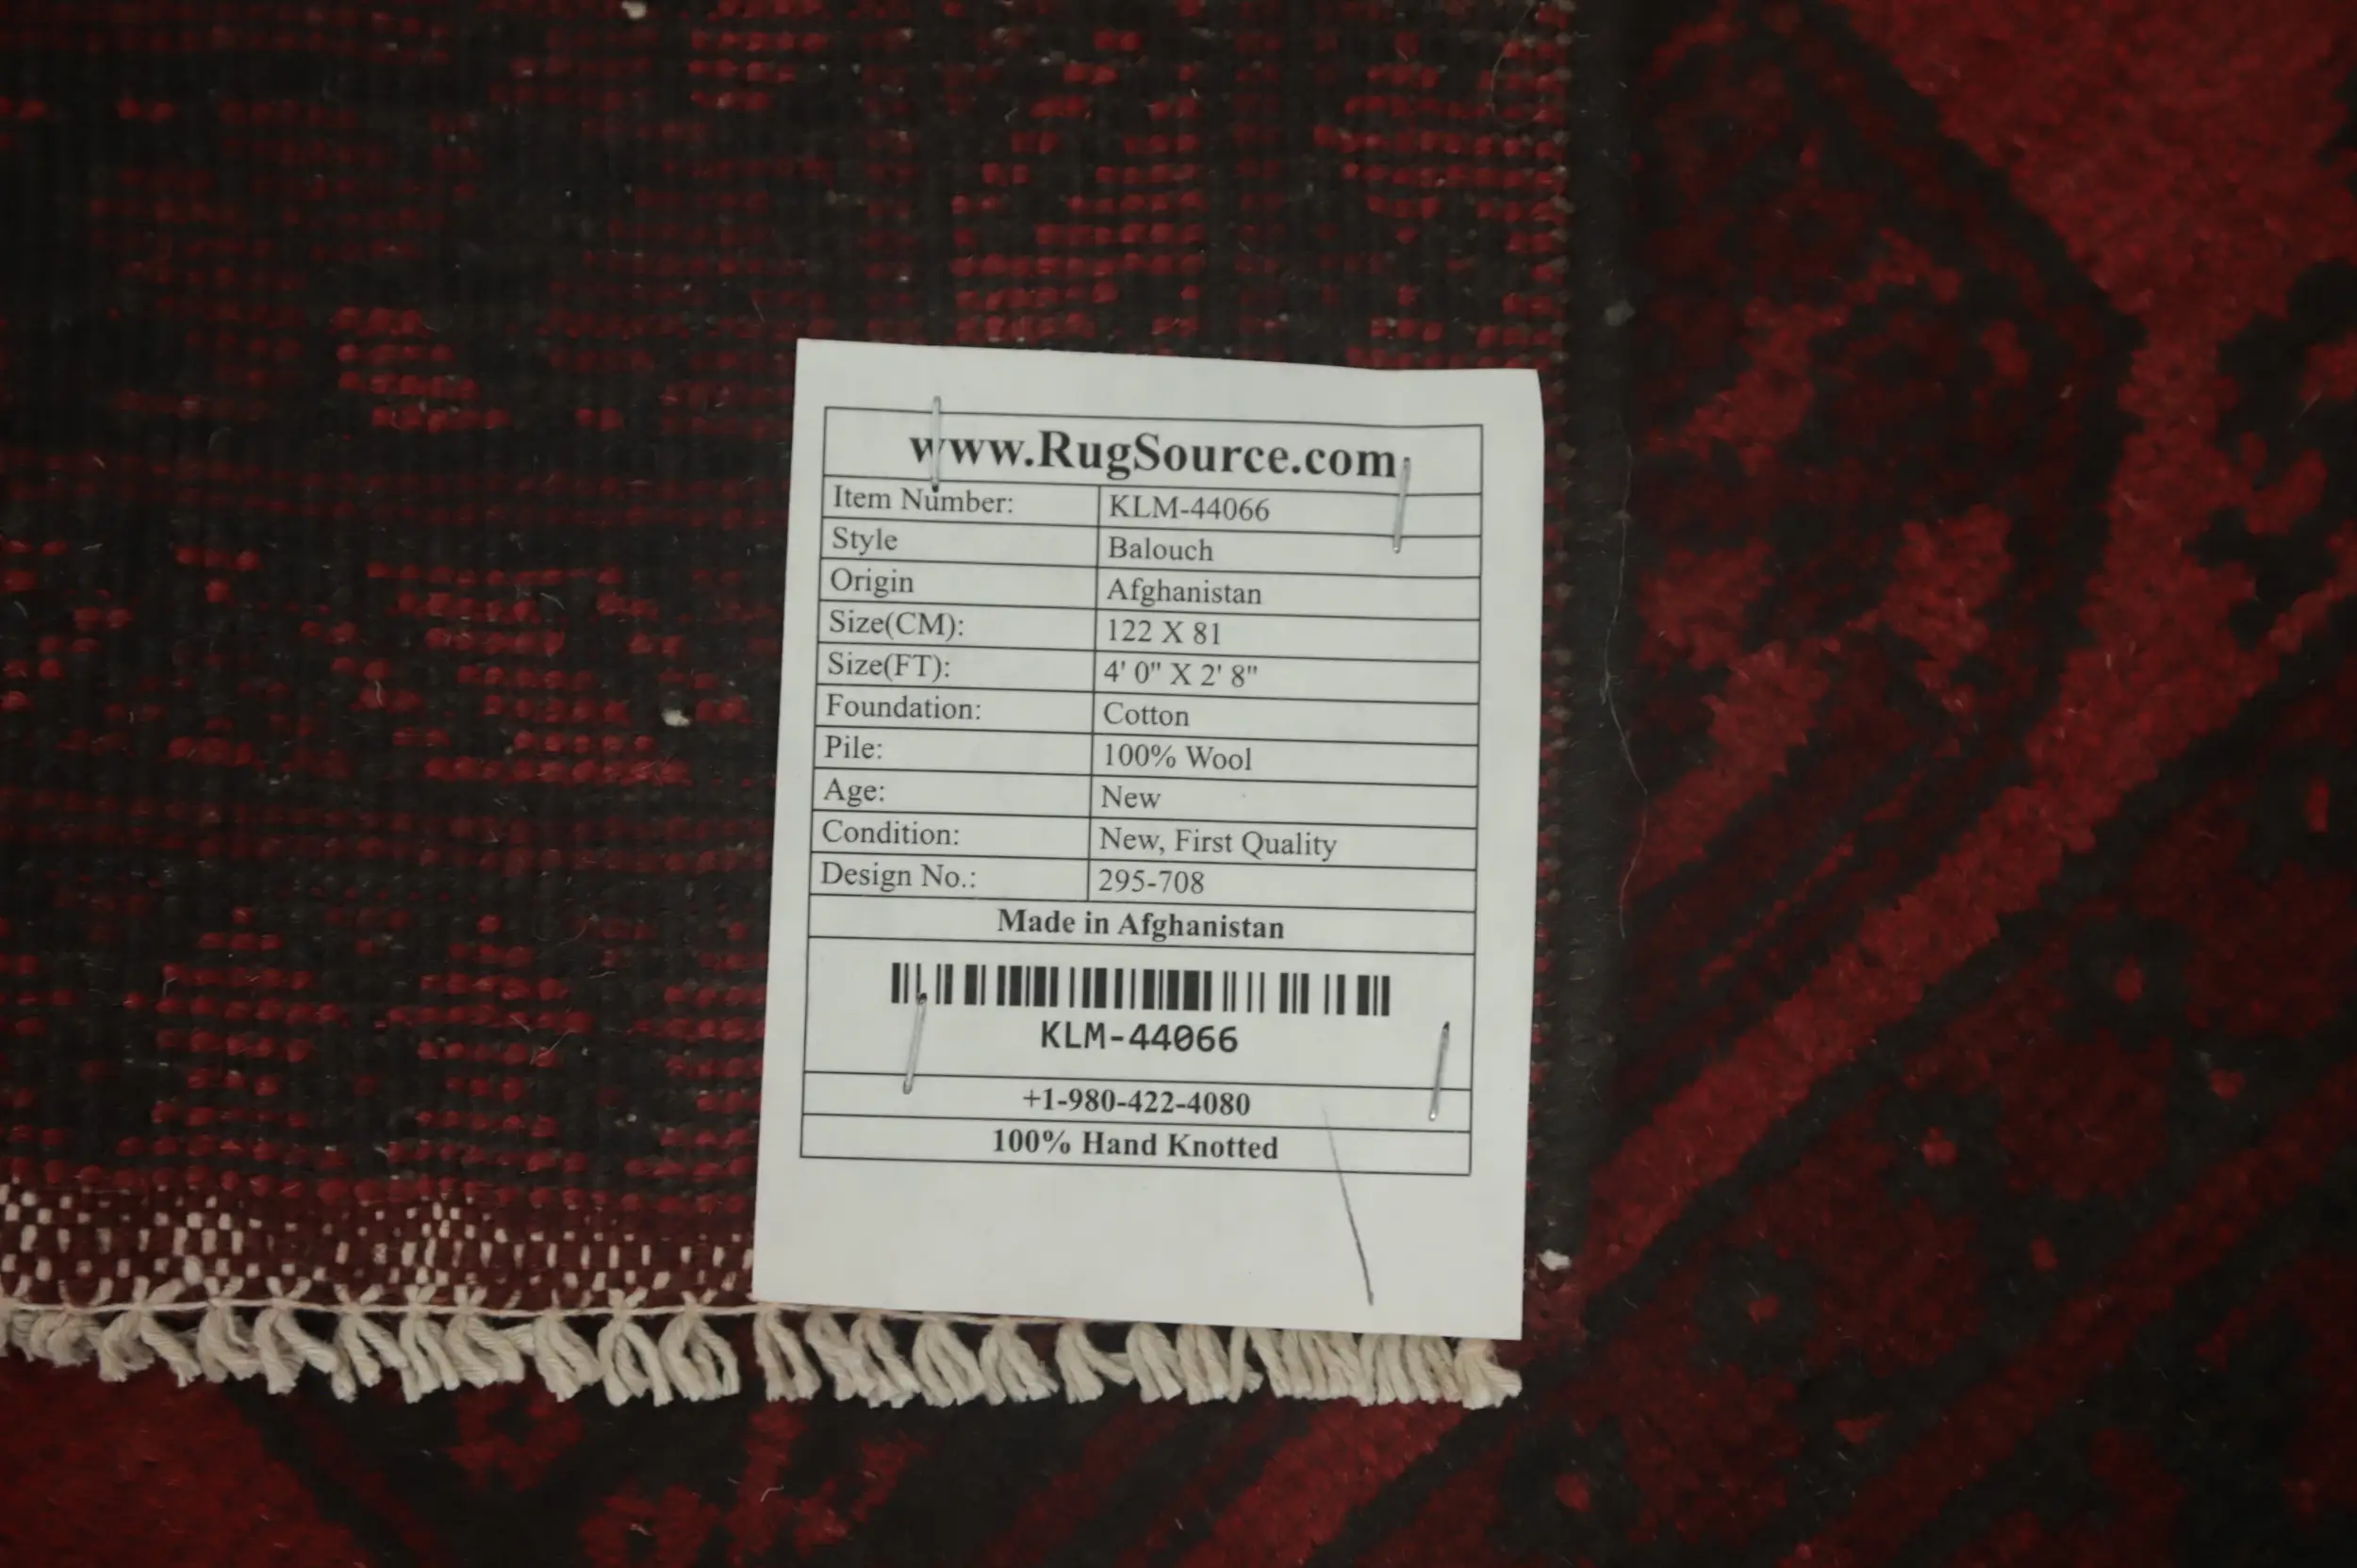 www.RugSource.com
Item Number: KLM-44066
Style Balouch
Origin Afghanistan
Size(CM): 122 X 81
Size(FT): 4' 0" X 2' 8"
Foundation: Cotton
Pile: 100% Wool
Age: New
Condition: New, First Quality
Design No.: 295-708
Made in Afghanistan
KLM-44066
+1-980-422-4080
100% Hand Knotted